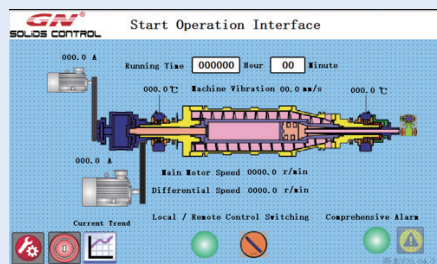 GN®
SOLIDS CONTROL
Start Operation Interface
000.0 A
Running Time 000000 Hour 00 Minute
000.0 ℃ Machine Vibration 00.0 mm/s 000.0 ℃
000.0 A
Main Motor Speed 0000.0 r/min
Differential Speed 0000.0 r/min
Current Trend
Local / Remote Control Switching
Comprehensive Alarm